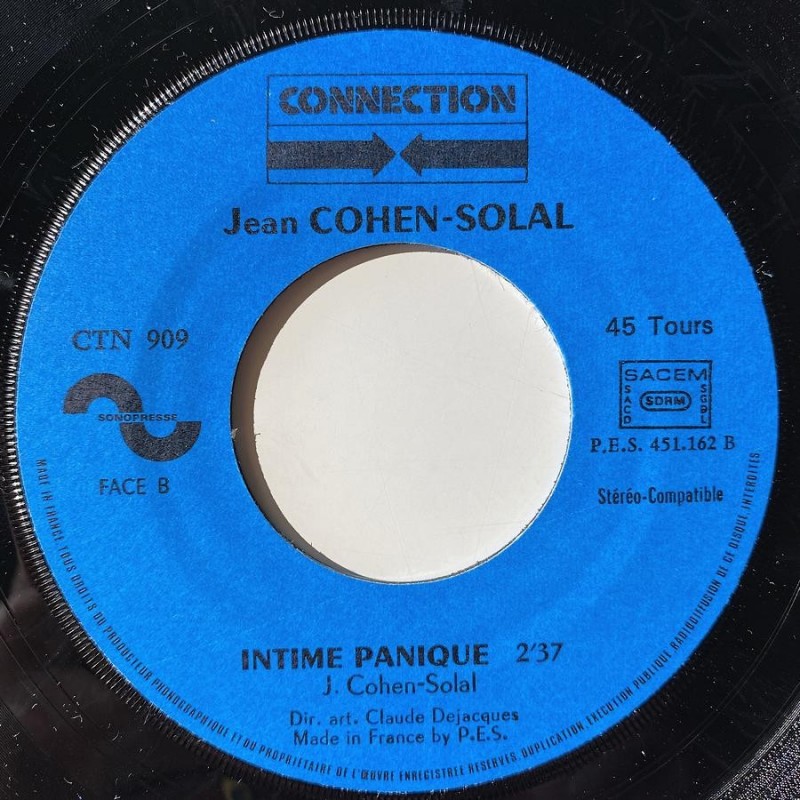 CONNECTION
Jean COHEN-SOLAL
CTN 909
SONOPRESSE
FACE B
45 Tours
SACEM
SACD
SDRM
SGDL
P.E.S. 451.162 B
Stéréo-Compatible
INTIME PANIQUE 2'37
J. Cohen-Solal
Dir. art. Claude Dejacques
Made in France by P.E.S.
MADE IN FRANCE TOUS DROITS DU PRODUCTEUR PHONOGRAPHIQUE ET DU PROPRIETAIRE DE L'ŒUVRE ENREGISTREE RESERVES. DUPLICATION EXECUTION PUBLIQUE RADIODIFFUSION DE CE DISQUE INTERDITES